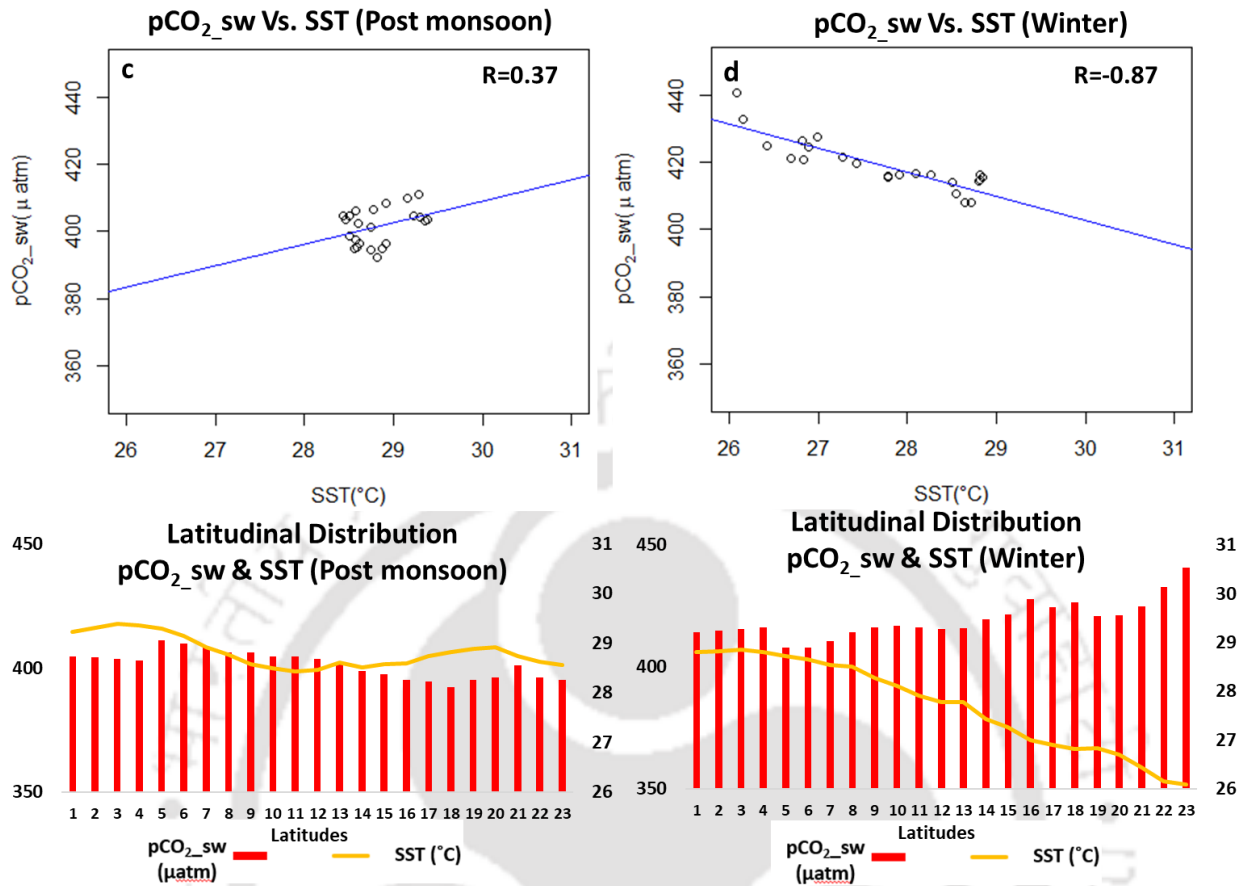 pCO2_sw Vs. SST (Post monsoon)
c
R=0.37
pCO2_sw( μ atm)
440
420
400
380
360
26 27 28 29 30 31
SST(°C)
pCO2_sw Vs. SST (Winter)
d
R=-0.87
pCO2_sw( μ atm)
440
420
400
380
360
26 27 28 29 30 31
SST(°C)
Latitudinal Distribution
pCO2_sw & SST (Post monsoon)
450
400
350
31
30
29
28
27
26
1 2 3 4 5 6 7 8 9 10 11 12 13 14 15 16 17 18 19 20 21 22 23
Latitudes
pCO2_sw
(μatm)
SST (˚C)
Latitudinal Distribution
pCO2_sw & SST (Winter)
450
400
350
31
30
29
28
27
26
1 2 3 4 5 6 7 8 9 10 11 12 13 14 15 16 17 18 19 20 21 22 23
Latitudes
pCO2_sw
(μatm)
SST (˚C)